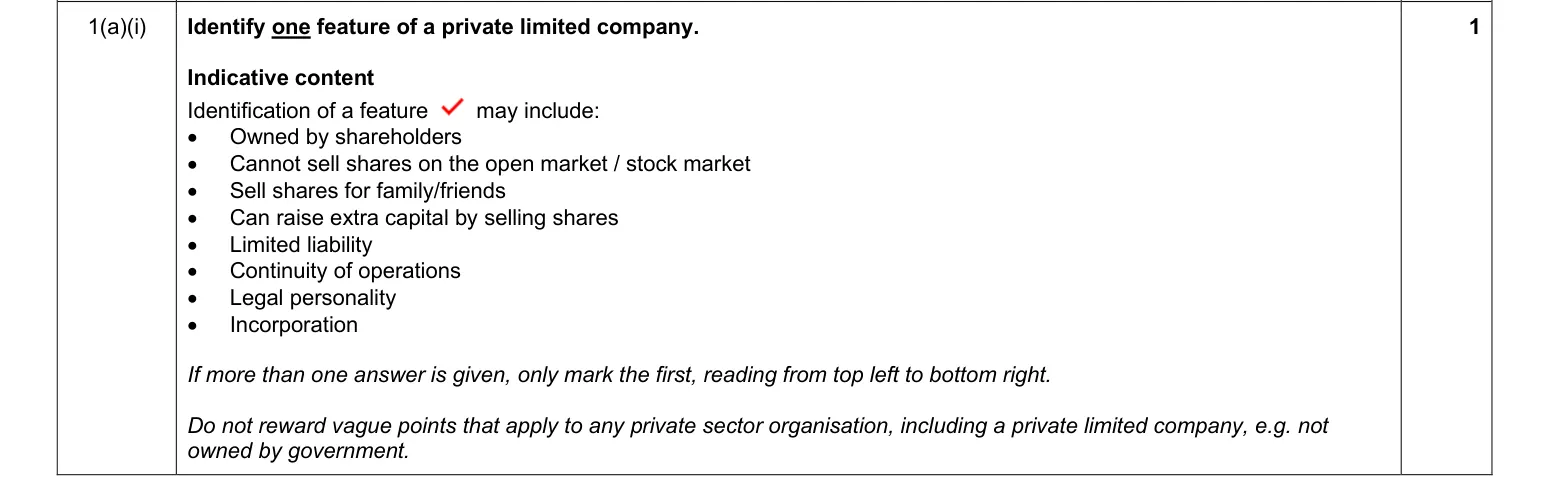 1(a)(i) Identify one feature of a private limited company. 1
Indicative content
Identification of a feature ✓ may include:
• Owned by shareholders
• Cannot sell shares on the open market / stock market
• Sell shares for family/friends
• Can raise extra capital by selling shares
• Limited liability
• Continuity of operations
• Legal personality
• Incorporation
If more than one answer is given, only mark the first, reading from top left to bottom right.
Do not reward vague points that apply to any private sector organisation, including a private limited company, e.g. not
owned by government.